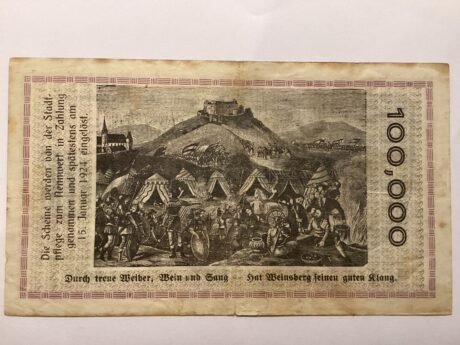 Die Scheine werden von der Stadt-
pflege zum Nennwert in Zahlung
genommen und spätestens am
15. Januar 1924 eingelöst.
100,000
Durch treue Weiber, Wein und Sang — Hat Weinsberg seinen guten Klang.